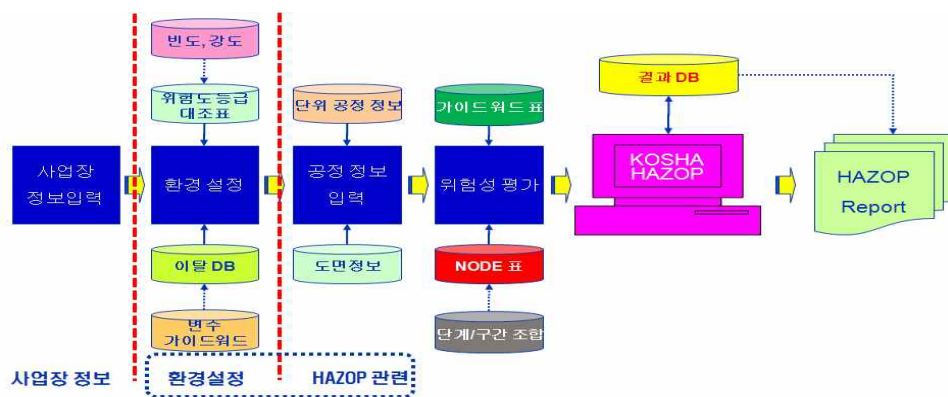 빈도, 강도
위험도 등급
대조표
단위 공정 정보
가이드워드 표
결과 DB
사업장
정보입력
환경 설정
공정 정보
입력
위험성 평가
KOSHA
HAZOP
HAZOP
Report
이탈 DB
도면정보
NODE 표
변수
가이드워드
단계/구간 조합
사업장 정보
환경설정
HAZOP 관련